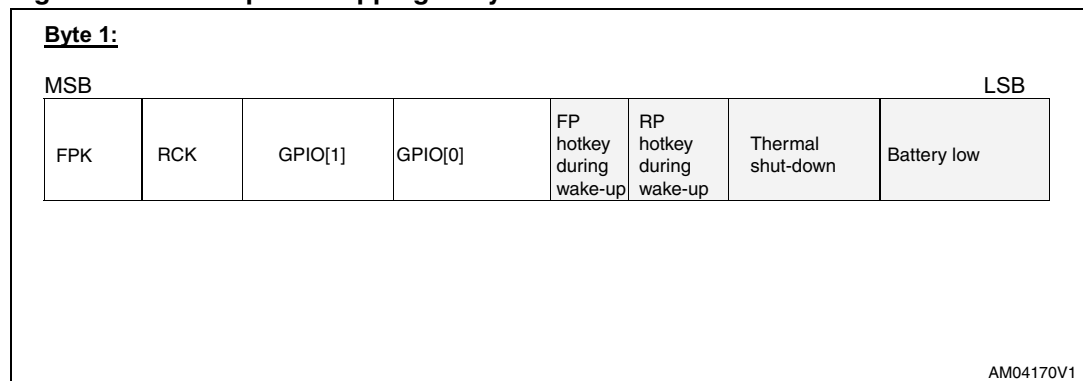 Byte 1:
MSB LSB
FPK RCK GPIO[1] GPIO[0] FP hotkey during wake-up RP hotkey during wake-up Thermal shut-down Battery low
AM04170V1